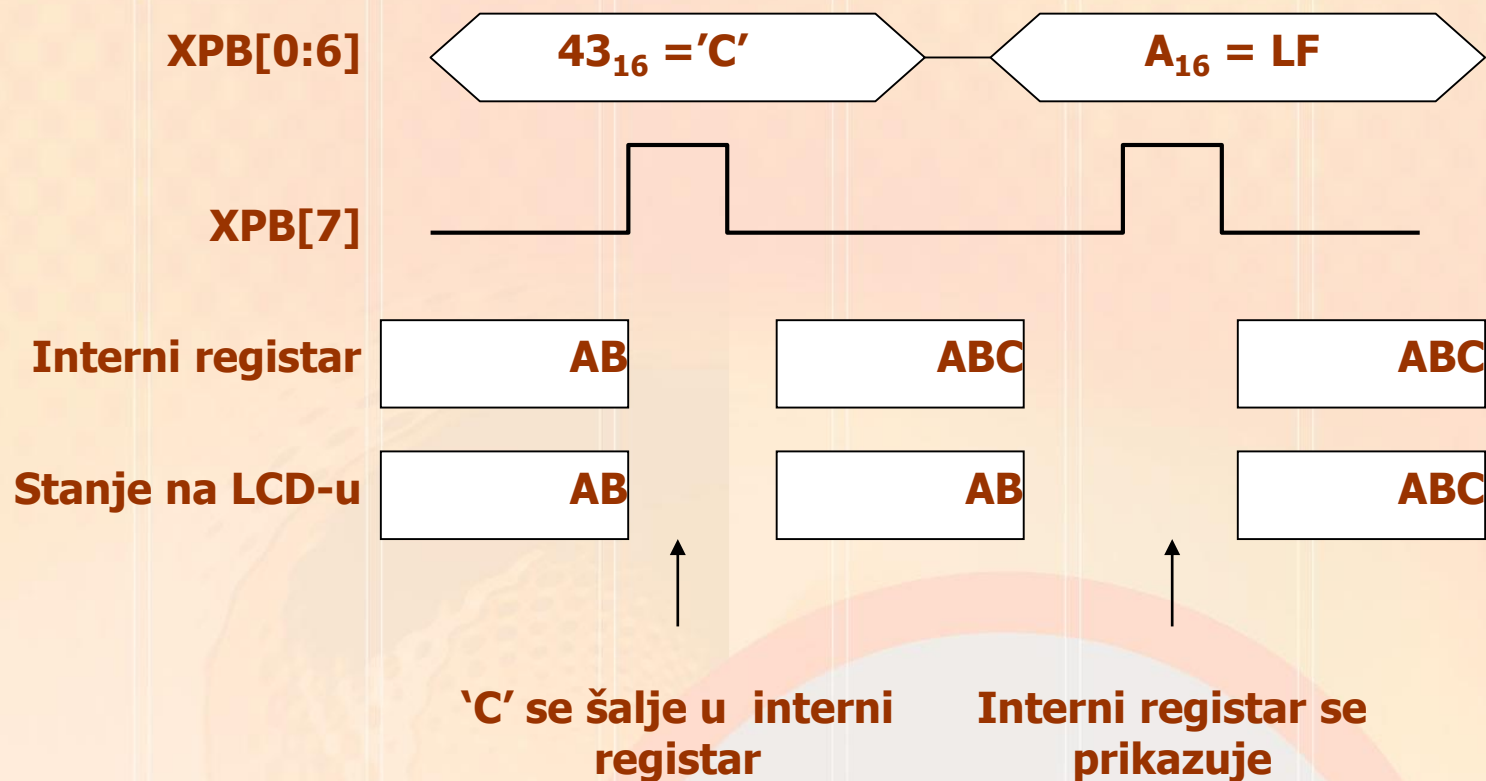 XPB[0:6]
43₁₆ =’C’
A₁₆ = LF
XPB[7]
Interni registar
AB
ABC
ABC
Stanje na LCD-u
AB
AB
ABC
‘C’ se šalje u interni
registar
Interni registar se
prikazuje